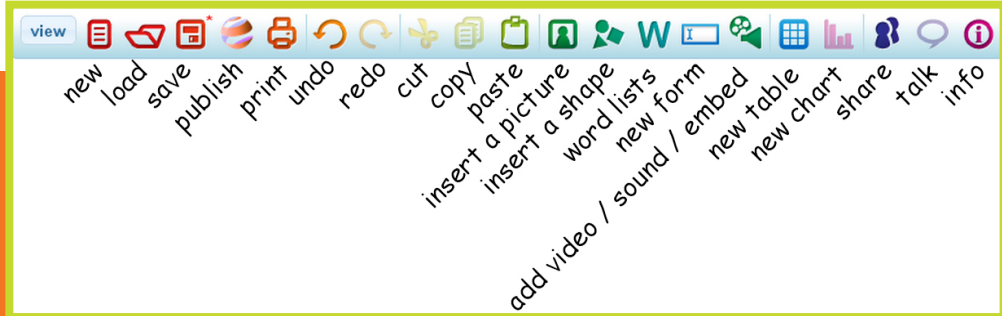 view
new
load
save
publish
print
undo
redo
cut
copy
paste
insert a picture
insert a shape
word lists
new form
add video / sound / embed
new table
new chart
share
talk
info